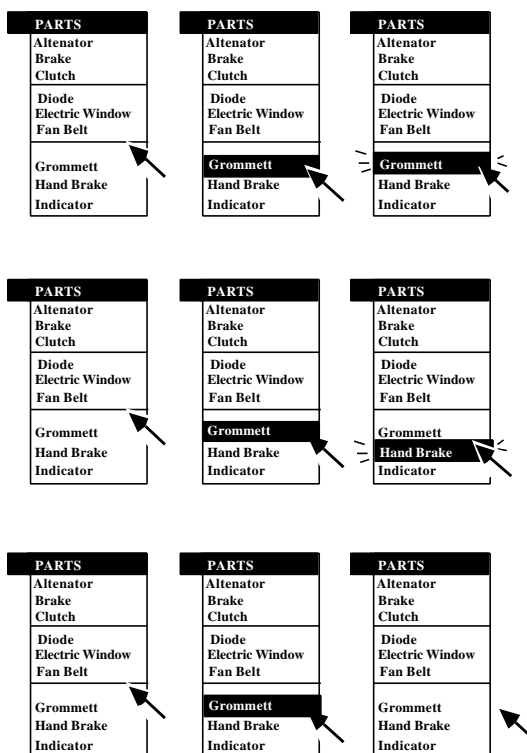 PARTS
Altenator
Brake
Clutch
Diode
Electric Window
Fan Belt
Grommett
Hand Brake
Indicator
PARTS
Altenator
Brake
Clutch
Diode
Electric Window
Fan Belt
Grommett
Hand Brake
Indicator
PARTS
Altenator
Brake
Clutch
Diode
Electric Window
Fan Belt
Grommett
Hand Brake
Indicator
PARTS
Altenator
Brake
Clutch
Diode
Electric Window
Fan Belt
Grommett
Hand Brake
Indicator
PARTS
Altenator
Brake
Clutch
Diode
Electric Window
Fan Belt
Grommett
Hand Brake
Indicator
PARTS
Altenator
Brake
Clutch
Diode
Electric Window
Fan Belt
Grommett
Hand Brake
Indicator
PARTS
Altenator
Brake
Clutch
Diode
Electric Window
Fan Belt
Grommett
Hand Brake
Indicator
PARTS
Altenator
Brake
Clutch
Diode
Electric Window
Fan Belt
Grommett
Hand Brake
Indicator
PARTS
Altenator
Brake
Clutch
Diode
Electric Window
Fan Belt
Grommett
Hand Brake
Indicator